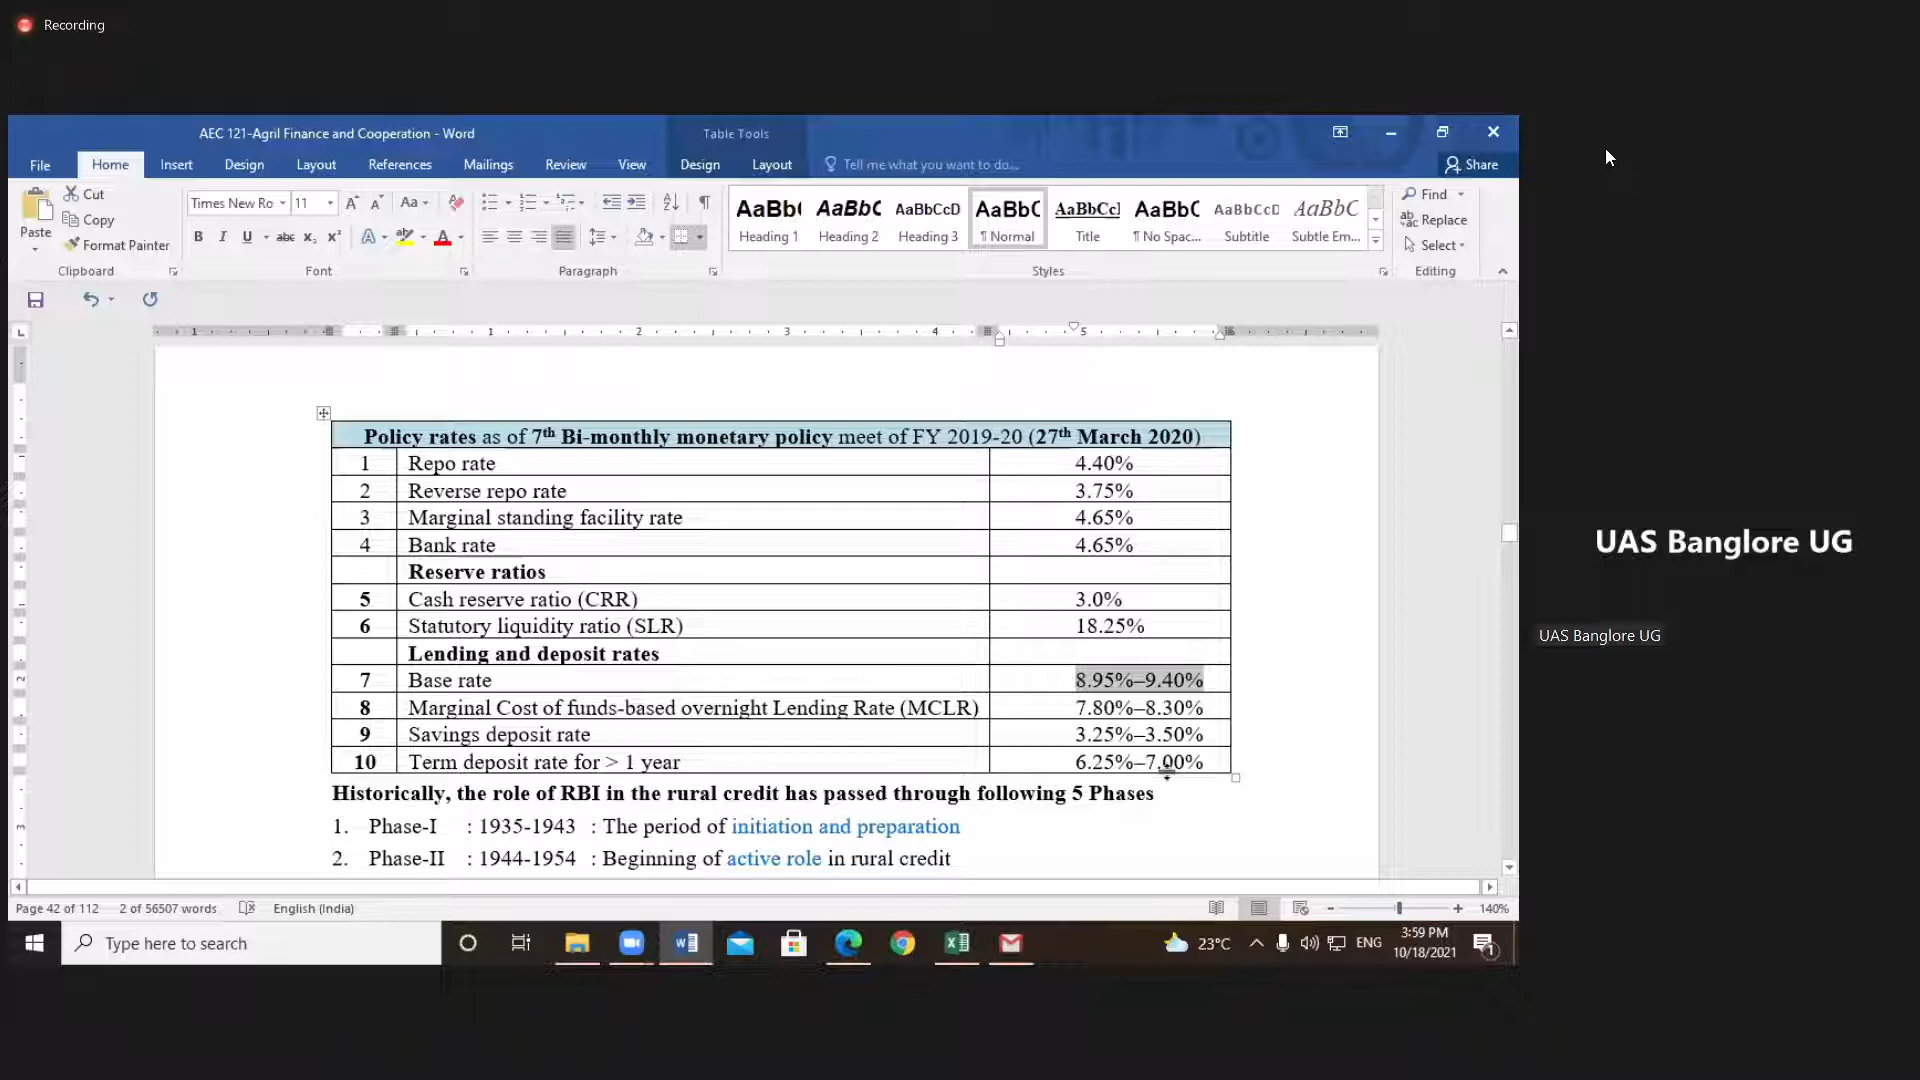 Recording
AEC 121-Agril Finance and Cooperation - Word
Table Tools
File Home Insert Design Layout References Mailings Review View Design Layout Tell me what you want to do... Share
Paste
Cut
Copy
Format Painter
Clipboard
Times New Ro 11
Font
Paragraph
AaBb( AaBbC AaBbCcD AaBbC AaBbCcI AaBbC AaBbCcD AaBbC
Heading 1 Heading 2 Heading 3 ¶ Normal Title ¶ No Spac... Subtitle Subtle Em...
Styles
Find
Replace
Select
Editing
1 1 2 3 4 5
Policy rates as of 7th Bi-monthly monetary policy meet of FY 2019-20 (27th March 2020)
1 Repo rate 4.40%
2 Reverse repo rate 3.75%
3 Marginal standing facility rate 4.65%
4 Bank rate 4.65%
Reserve ratios
5 Cash reserve ratio (CRR) 3.0%
6 Statutory liquidity ratio (SLR) 18.25%
Lending and deposit rates
7 Base rate 8.95%–9.40%
8 Marginal Cost of funds-based overnight Lending Rate (MCLR) 7.80%–8.30%
9 Savings deposit rate 3.25%–3.50%
10 Term deposit rate for > 1 year 6.25%–7.00%
Historically, the role of RBI in the rural credit has passed through following 5 Phases
1. Phase-I : 1935-1943 : The period of initiation and preparation
2. Phase-II : 1944-1954 : Beginning of active role in rural credit
Page 42 of 112 2 of 56507 words English (India) 140%
Type here to search
23°C ENG
3:59 PM
10/18/2021
1
UAS Banglore UG
UAS Banglore UG